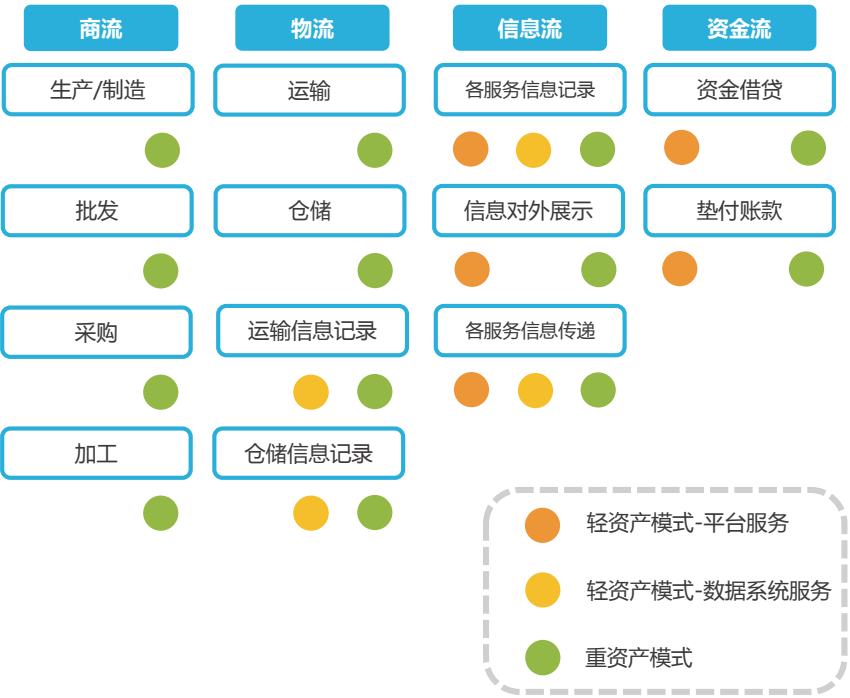 商流
物流
信息流
资金流
生产/制造
运输
各服务信息记录
资金借贷
批发
仓储
信息对外展示
垫付账款
采购
运输信息记录
各服务信息传递
加工
仓储信息记录
轻资产模式-平台服务
轻资产模式-数据系统服务
重资产模式